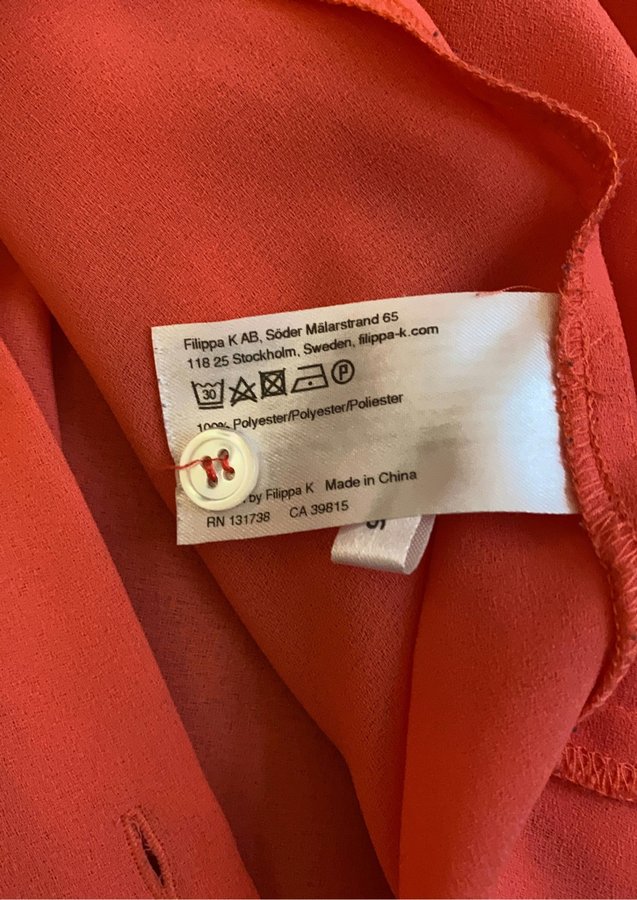 Filippa K AB, Söder Mälarstrand 65
118 25 Stockholm, Sweden, filippa-k.com
30 P
100% Polyester/Polyester/Poliester
by Filippa K Made in China
RN 131738 CA 39815
S